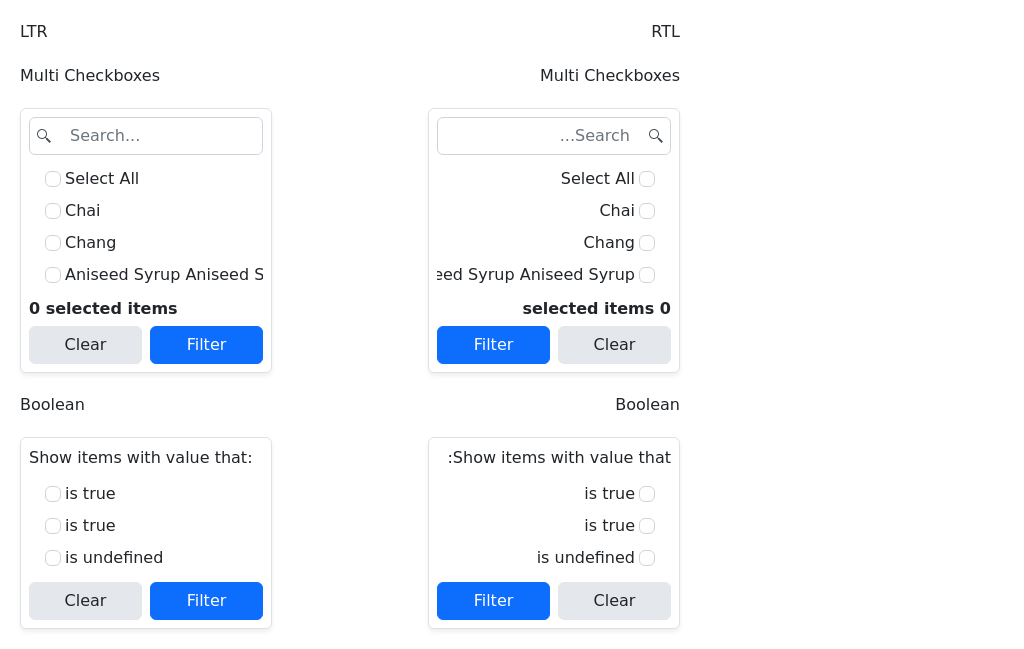 LTR
Multi Checkboxes
Search...
Select All
Chai
Chang
Aniseed Syrup Aniseed S
0 selected items
Clear Filter
Boolean
Show items with value that:
is true
is true
is undefined
Clear Filter
RTL
Multi Checkboxes
...Search
Select All
Chai
Chang
eed Syrup Aniseed Syrup
selected items 0
Filter Clear
Boolean
:Show items with value that
is true
is true
is undefined
Filter Clear